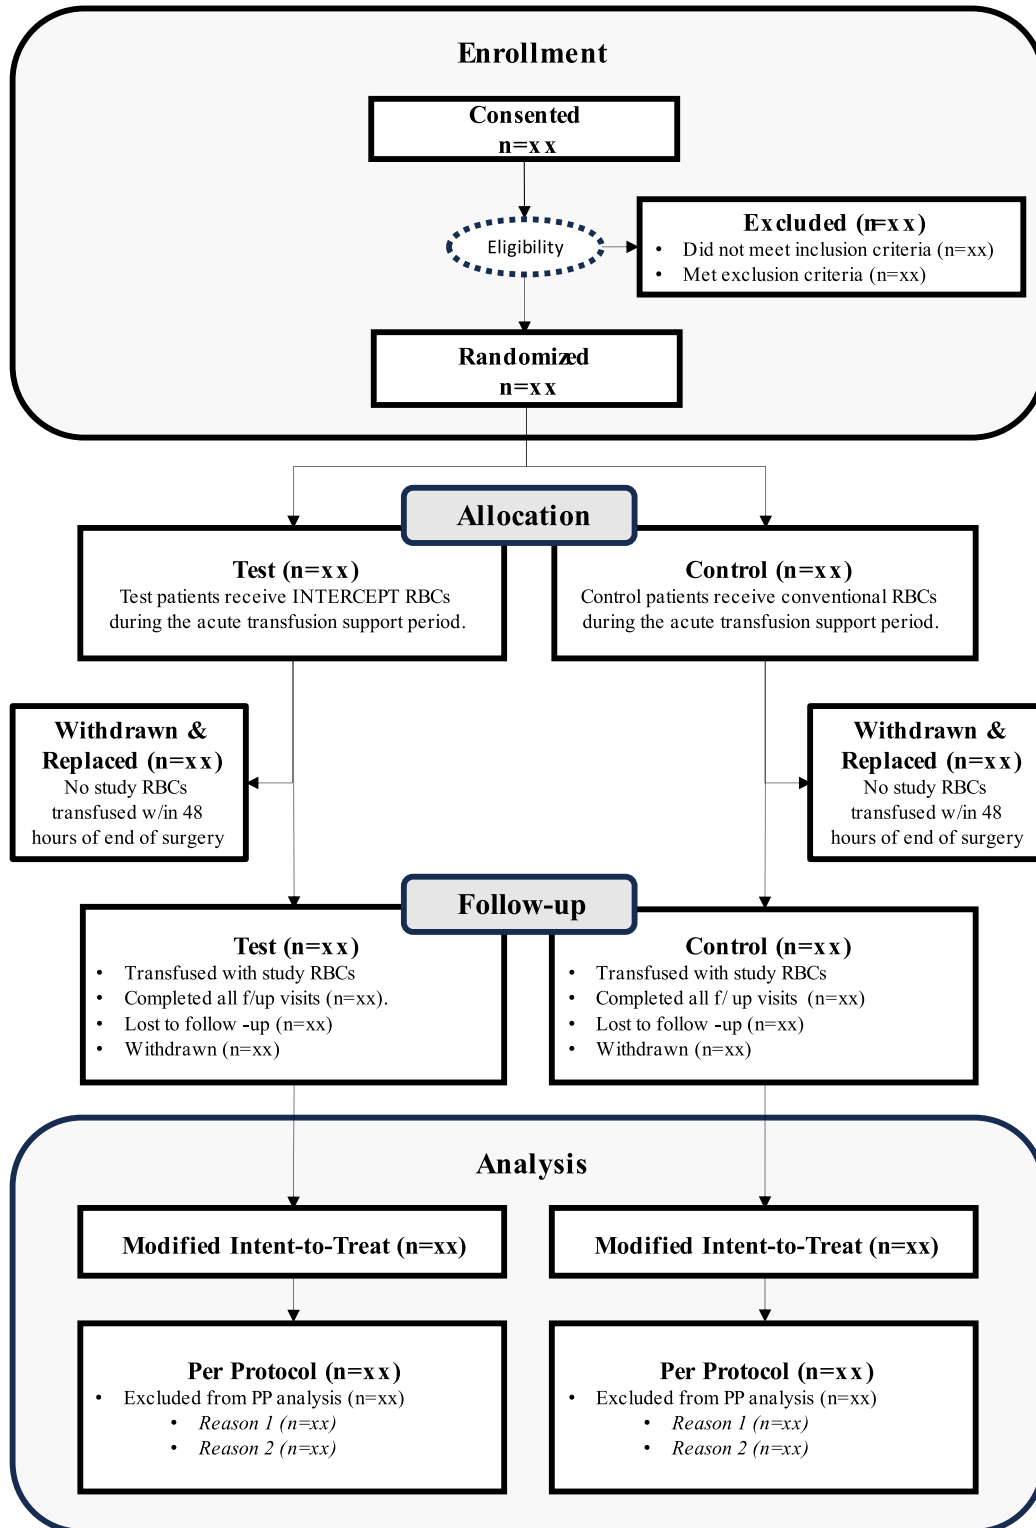 Enrollment
Consented
n=xx
Eligibility
Excluded (n=xx)
• Did not meet inclusion criteria (n=xx)
• Met exclusion criteria (n=xx)
Randomized
n=xx
Allocation
Test (n=xx)
Test patients receive INTERCEPT RBCs
during the acute transfusion support period.
Control (n=xx)
Control patients receive conventional RBCs
during the acute transfusion support period.
Withdrawn &
Replaced (n=xx)
No study RBCs
transfused w/in 48
hours of end of surgery
Withdrawn &
Replaced (n=xx)
No study RBCs
transfused w/in 48
hours of end of surgery
Follow-up
Test (n=xx)
• Transfused with study RBCs
• Completed all f/up visits (n=xx).
• Lost to follow -up (n=xx)
• Withdrawn (n=xx)
Control (n=xx)
• Transfused with study RBCs
• Completed all f/ up visits (n=xx)
• Lost to follow -up (n=xx)
• Withdrawn (n=xx)
Analysis
Modified Intent-to-Treat (n=xx)
Modified Intent-to-Treat (n=xx)
Per Protocol (n=xx)
• Excluded from PP analysis (n=xx)
• Reason 1 (n=xx)
• Reason 2 (n=xx)
Per Protocol (n=xx)
• Excluded from PP analysis (n=xx)
• Reason 1 (n=xx)
• Reason 2 (n=xx)